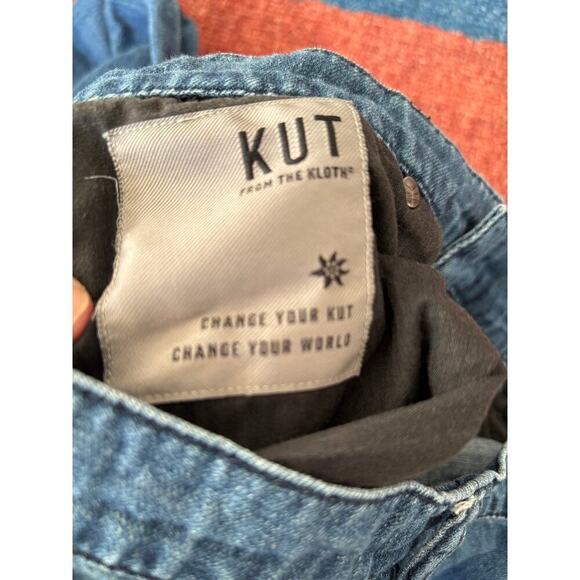 KUT
FROM THE KLOTH®
CHANGE YOUR KUT
CHANGE YOUR WORLD